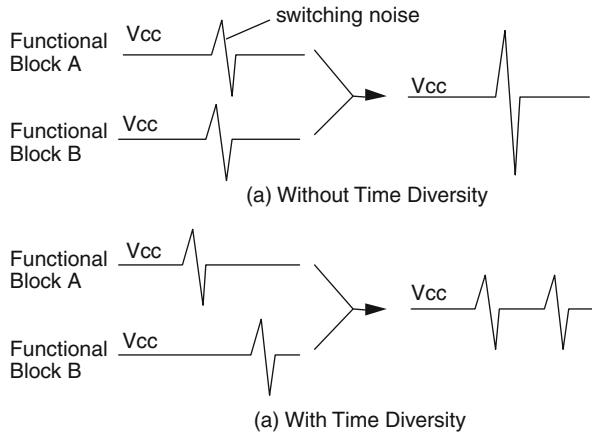 switching noise
Functional
Block A
Vcc
Vcc
Functional
Block B
Vcc
(a) Without Time Diversity
Functional
Block A
Vcc
Vcc
Functional
Block B
Vcc
(a) With Time Diversity